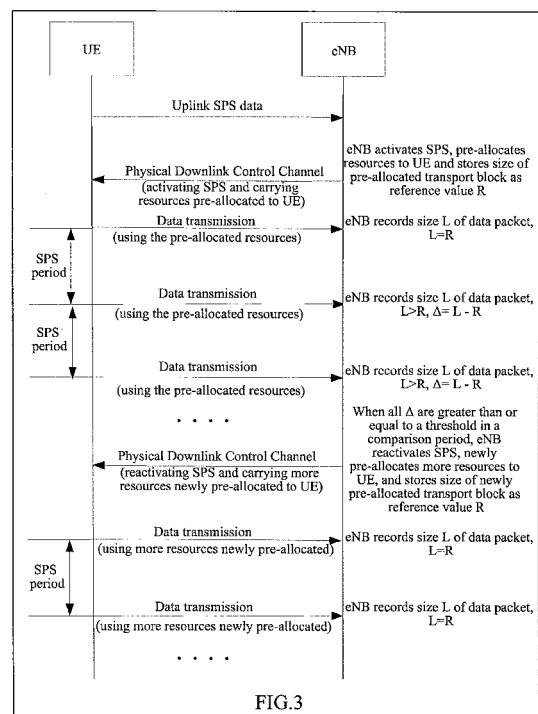 UE
eNB
Uplink SPS data
eNB activates SPS, pre-allocates
resources to UE and stores size of
pre-allocated transport block as
reference value R
Physical Downlink Control Channel
(activating SPS and carrying
resources pre-allocated to UE)
Data transmission
(using the pre-allocated resources)
eNB records size L of data packet,
L=R
SPS
period
Data transmission
(using the pre-allocated resources)
eNB records size L of data packet,
L>R, Δ= L - R
SPS
period
Data transmission
(using the pre-allocated resources)
eNB records size L of data packet,
L>R, Δ= L - R
. . . .
When all Δ are greater than or
equal to a threshold in a
comparison period, eNB
reactivates SPS, newly
pre-allocates more resources to
UE, and stores size of newly
pre-allocated transport block as
reference value R
Physical Downlink Control Channel
(reactivating SPS and carrying more
resources newly pre-allocated to UE)
Data transmission
(using more resources newly pre-allocated)
eNB records size L of data packet,
L=R
SPS
period
Data transmission
(using more resources newly pre-allocated)
eNB records size L of data packet,
L=R
. . . .
FIG.3